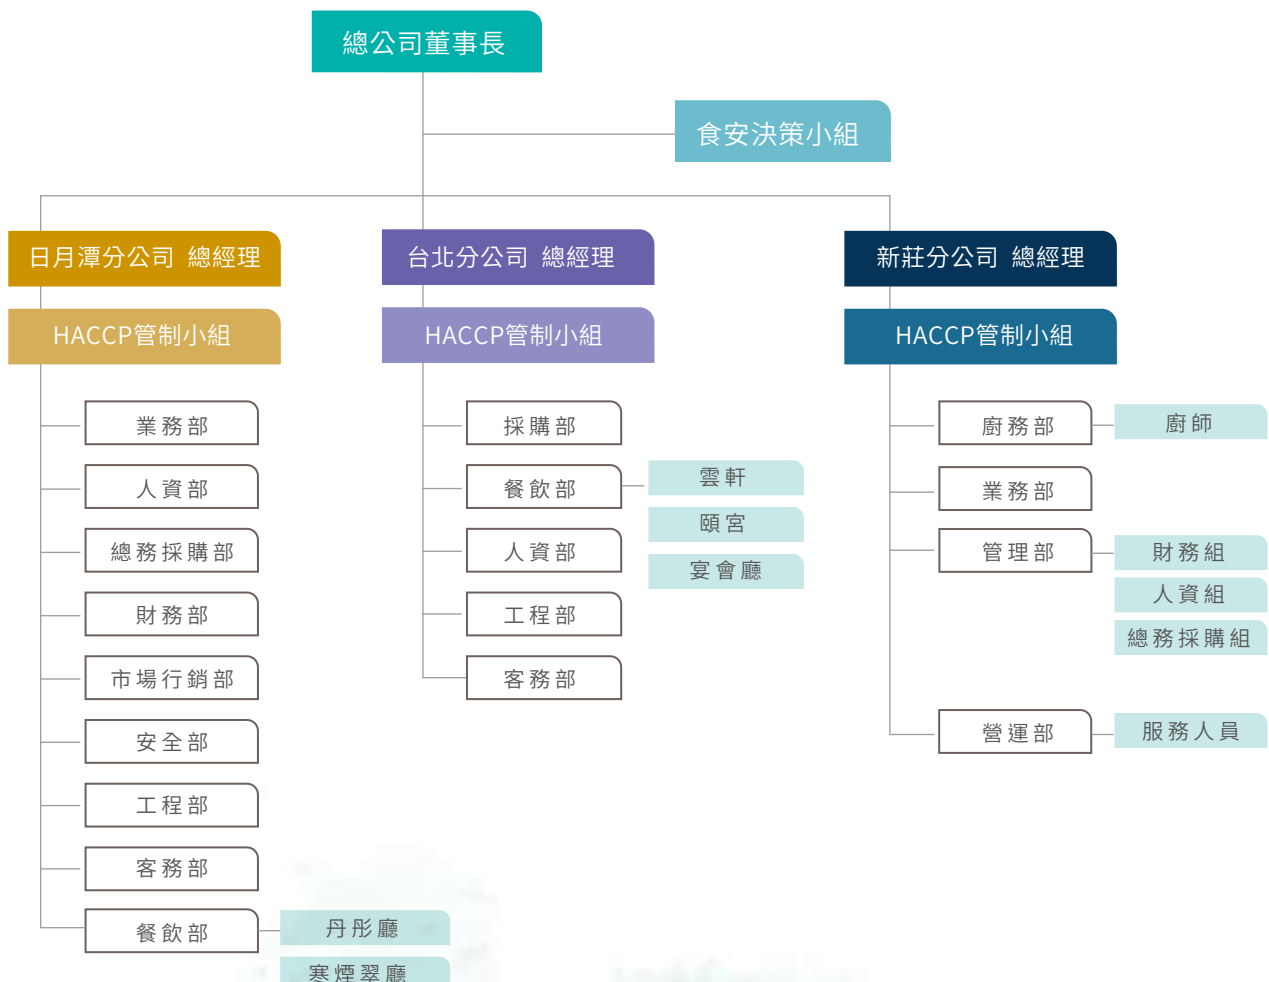 總公司董事長
食安決策小組
日月潭分公司 總經理
HACCP管制小組
業務部
人資部
總務採購部
財務部
市場行銷部
安全部
工程部
客務部
餐飲部
丹彤廳
寒煙翠廳
台北分公司 總經理
HACCP管制小組
採購部
餐飲部
雲軒
頤宮
宴會廳
人資部
工程部
客務部
新莊分公司 總經理
HACCP管制小組
廚務部
廚師
業務部
管理部
財務組
人資組
總務採購組
營運部
服務人員